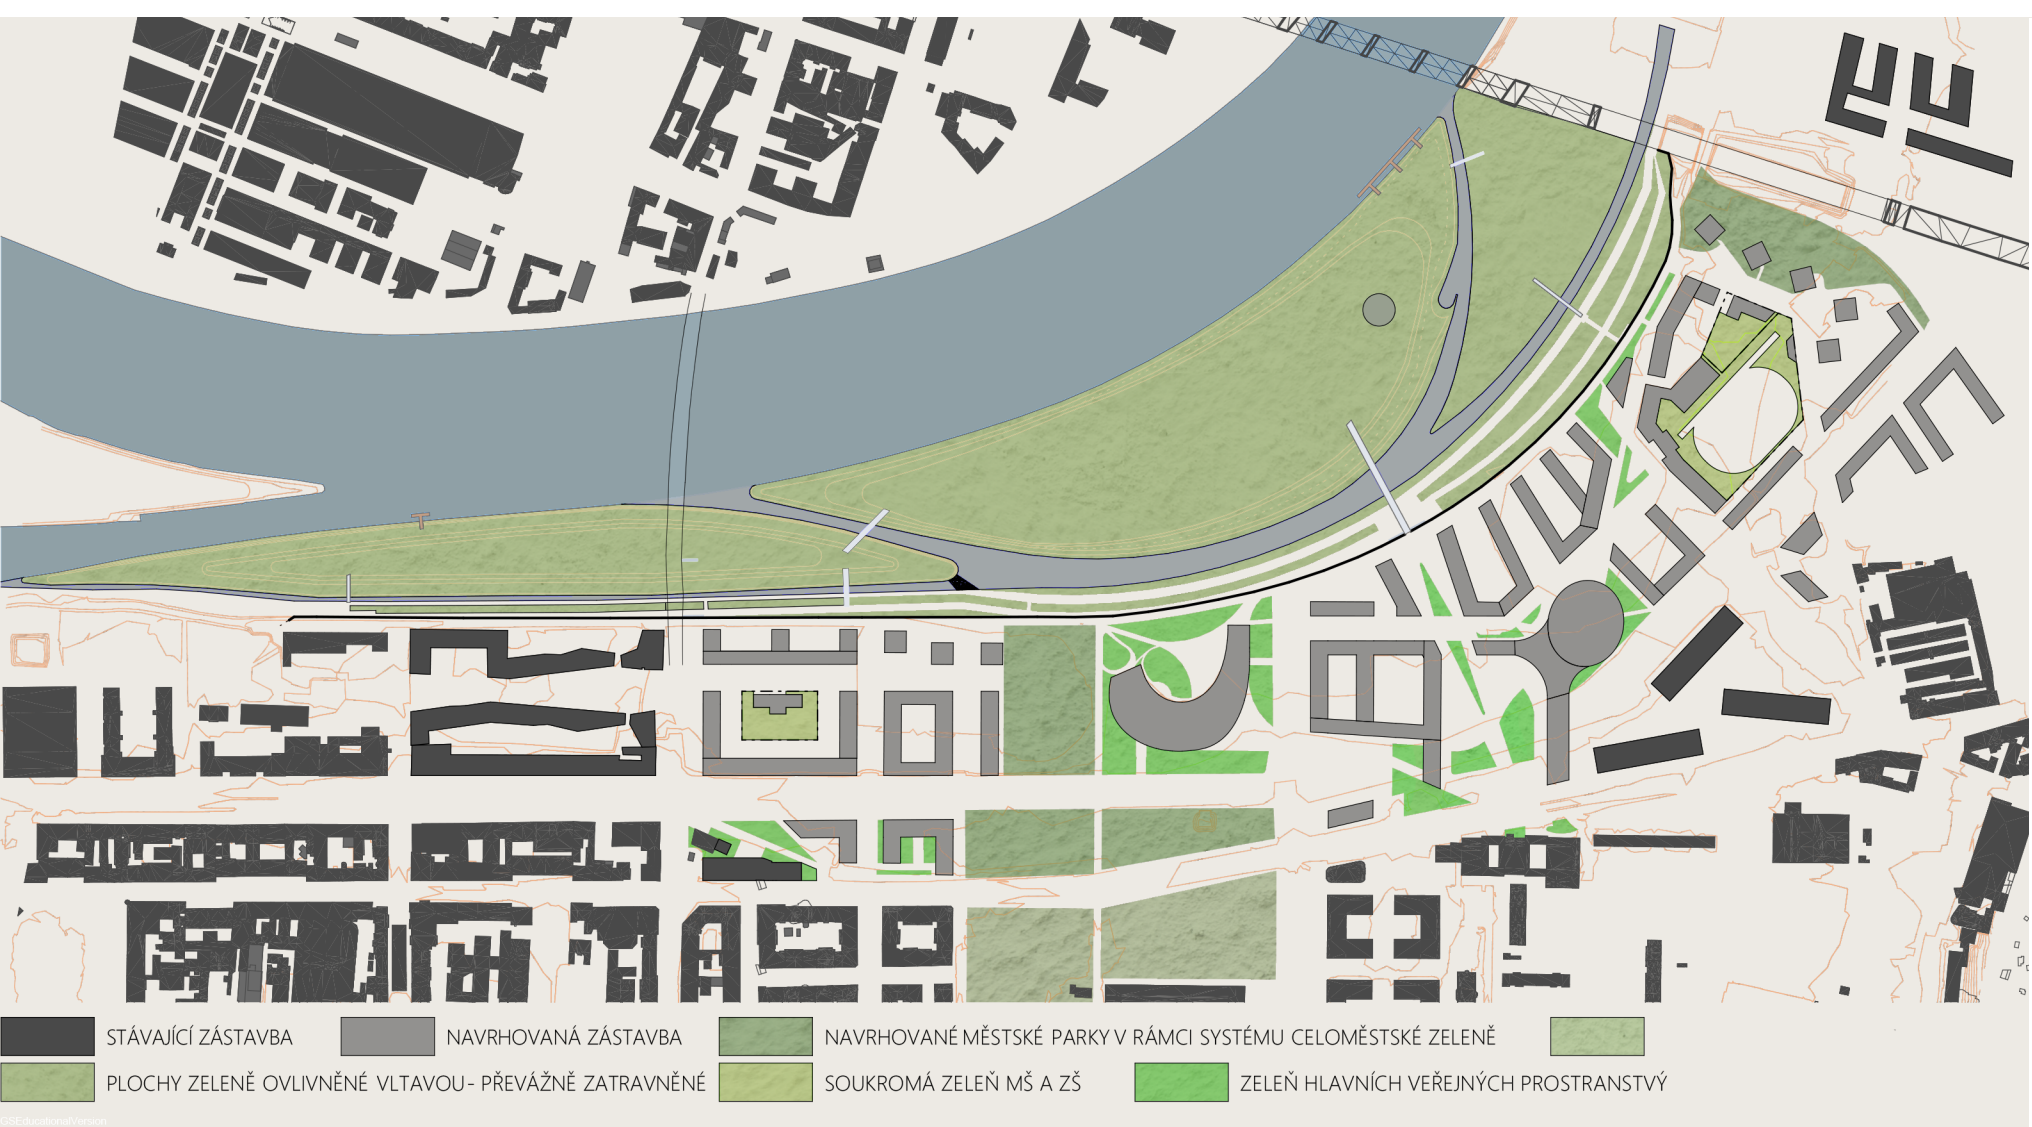 STÁVAJÍCÍ ZÁSTAVBA
NAVRHOVANÁ ZÁSTAVBA
NAVRHOVANÉ MĚSTSKÉ PARKY V RÁMCI SYSTÉMU CELOMĚSTSKÉ ZELENĚ
PLOCHY ZELENĚ OVLIVNĚNÉ VLTAVOU - PŘEVÁŽNĚ ZATRAVNĚNÉ
SOUKROMÁ ZELEŇ MŠ A ZŠ
ZELEŇ HLAVNÍCH VEŘEJNÝCH PROSTRANSTVÝ
GSEducationalVersion